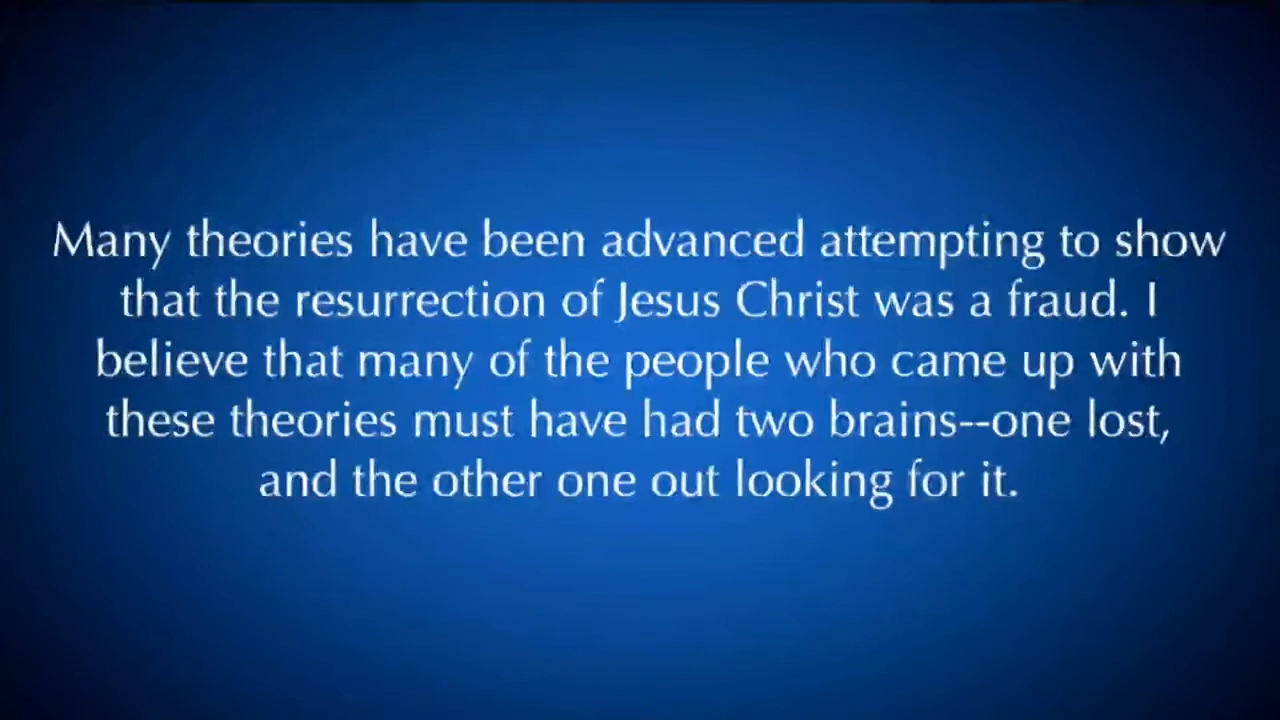 Many theories have been advanced attempting to show
that the resurrection of Jesus Christ was a fraud. I
believe that many of the people who came up with
these theories must have had two brains--one lost,
and the other one out looking for it.